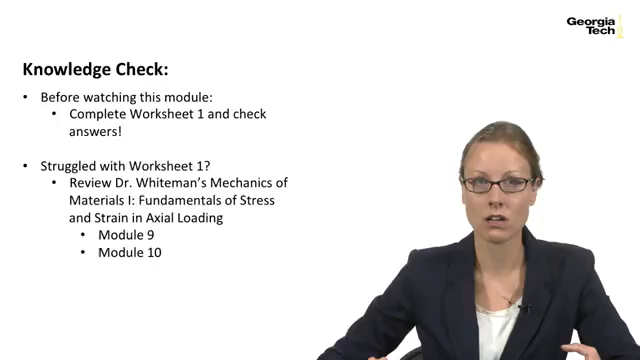 Georgia
Tech
Knowledge Check:
• Before watching this module:
• Complete Worksheet 1 and check
answers!
• Struggled with Worksheet 1?
• Review Dr. Whiteman's Mechanics of
Materials I: Fundamentals of Stress
and Strain in Axial Loading
• Module 9
• Module 10